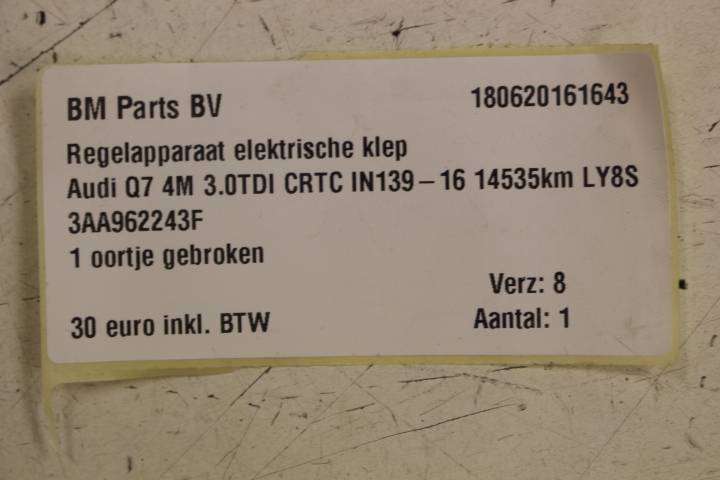 BM Parts BV 180620161643
Regelapparaat elektrische klep
Audi Q7 4M 3.0TDI CRTC IN139–16 14535km LY8S
3AA962243F
1 oortje gebroken
Verz: 8
30 euro inkl. BTW Aantal: 1